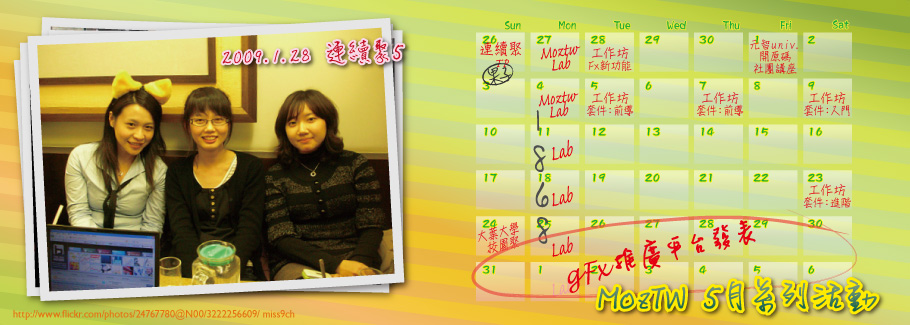 2009.1.28 連續聚5
http://www.flickr.com/photos/24767780@N00/3222256609/ miss9ch
Sun Mon Tue Wed Thu Fri Sat
26 27 28 29 30 1 2
連續聚
Moztw
Lab
工作坊
Fx新功能
元智univ.
開原碼
社團講座
3 4 5 6 7 8 9
Moztw
Lab
工作坊
套件:前導
工作坊
套件:前導
工作坊
套件:入門
10 11 12 13 14 15 16
Lab
17 18 19 20 21 22 23
Lab
工作坊
套件:進階
24 25 26 27 28 29 30
大葉大學
校園聚
Lab
31 1 2 3 4 5 6
1
8
6
8
gFx推廣平台發表
MozTW 5月系列活動